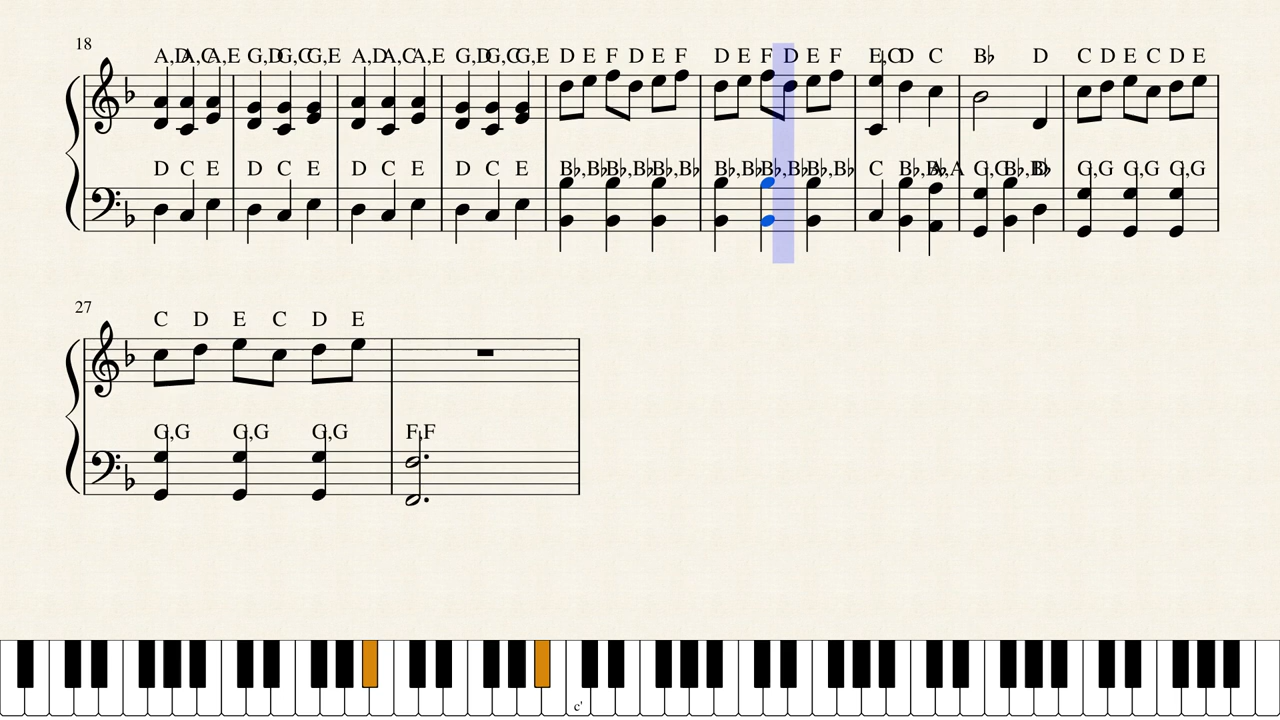 18
A,D A,C A,E G,D G,C G,E A,D A,C A,E G,D G,C G,E D E F D E F D E F D E F E,C D C B♭ D C D E C D E
D C E D C E D C E D C E B♭,B♭ B♭,B♭ B♭,B♭ B♭,B♭ B♭,B♭ B♭,B♭ C B♭,B♭ A,A G,G B♭,B♭ D G,G G,G G,G
27
C D E C D E
G,G G,G G,G F,F
c'